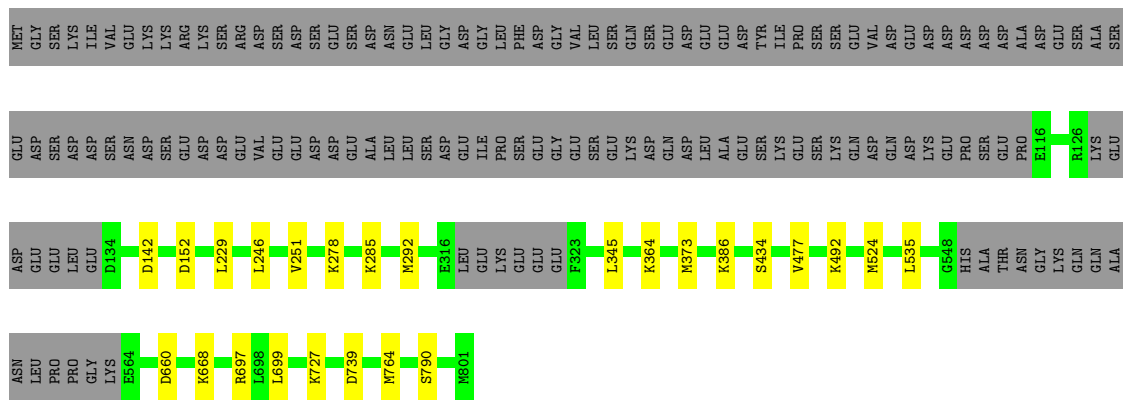 MET GLY SER LYS ILE VAL GLU LYS LYS ARG LYS SER ARG ASP SER ASP SER GLU SER ASP ASN GLU LEU GLY ASP GLY LEU PHE ASP GLY VAL LEU SER GLN SER GLU ASP GLU GLU ASP TYR ILE PRO SER SER GLU VAL ASP GLU ASP ASP ASP ASP ASP ALA ASP GLU SER ALA SER
GLU ASP SER ASP ASP SER ASN ASP SER GLU ASP ASP GLU VAL GLU GLU ASP ASP GLU ALA LEU LEU SER ASP GLU ILE PRO SER GLU GLY GLU SER GLU LYS ASP GLN ASP LEU ALA GLU SER LYS GLU SER LYS GLN ASP GLN ASP LYS GLU PRO SER GLU PRO E116 R126 LYS GLU
ASP GLU GLU LEU GLU D134 D142 D152 L229 L246 V251 K278 K285 M292 E316 LEU GLU LYS GLU GLU GLU F323 L345 K364 M373 K386 S434 V477 K492 M524 L535 G548 HIS ALA THR ASN GLY LYS GLN GLN ALA
ASN LEU PRO PRO GLY LYS E564 D660 K668 R697 L698 L699 K727 D739 M764 S790 M801